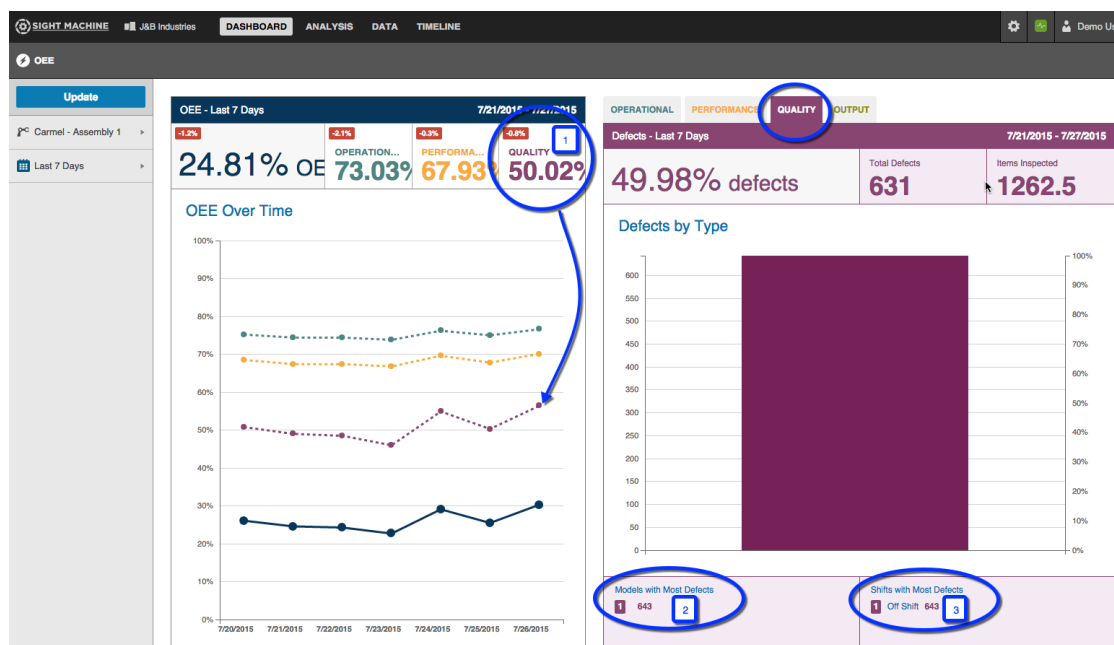 SIGHT MACHINE J&B Industries DASHBOARD ANALYSIS DATA TIMELINE Demo Us
OEE
Update
Carmel - Assembly 1
Last 7 Days
OEE - Last 7 Days 7/21/2015 - 7/27/2015
-1.2% -2.1% -0.3% -0.8% 1
24.81% OE
OPERATION...
73.03%
PERFORMA...
67.93%
QUALITY
50.02%
OEE Over Time
100%
90%
80%
70%
60%
50%
40%
30%
20%
10%
0%
7/20/2015 7/21/2015 7/22/2015 7/23/2015 7/24/2015 7/25/2015 7/26/2015
OPERATIONAL PERFORMANCE QUALITY OUTPUT
Defects - Last 7 Days 7/21/2015 - 7/27/2015
49.98% defects
Total Defects
631
Items Inspected
1262.5
Defects by Type
600
550
500
450
400
350
300
250
200
150
100
50
0
100%
90%
80%
70%
60%
50%
40%
30%
20%
10%
0%
Models with Most Defects
1 643 2
Shifts with Most Defects
1 Off Shift 643 3